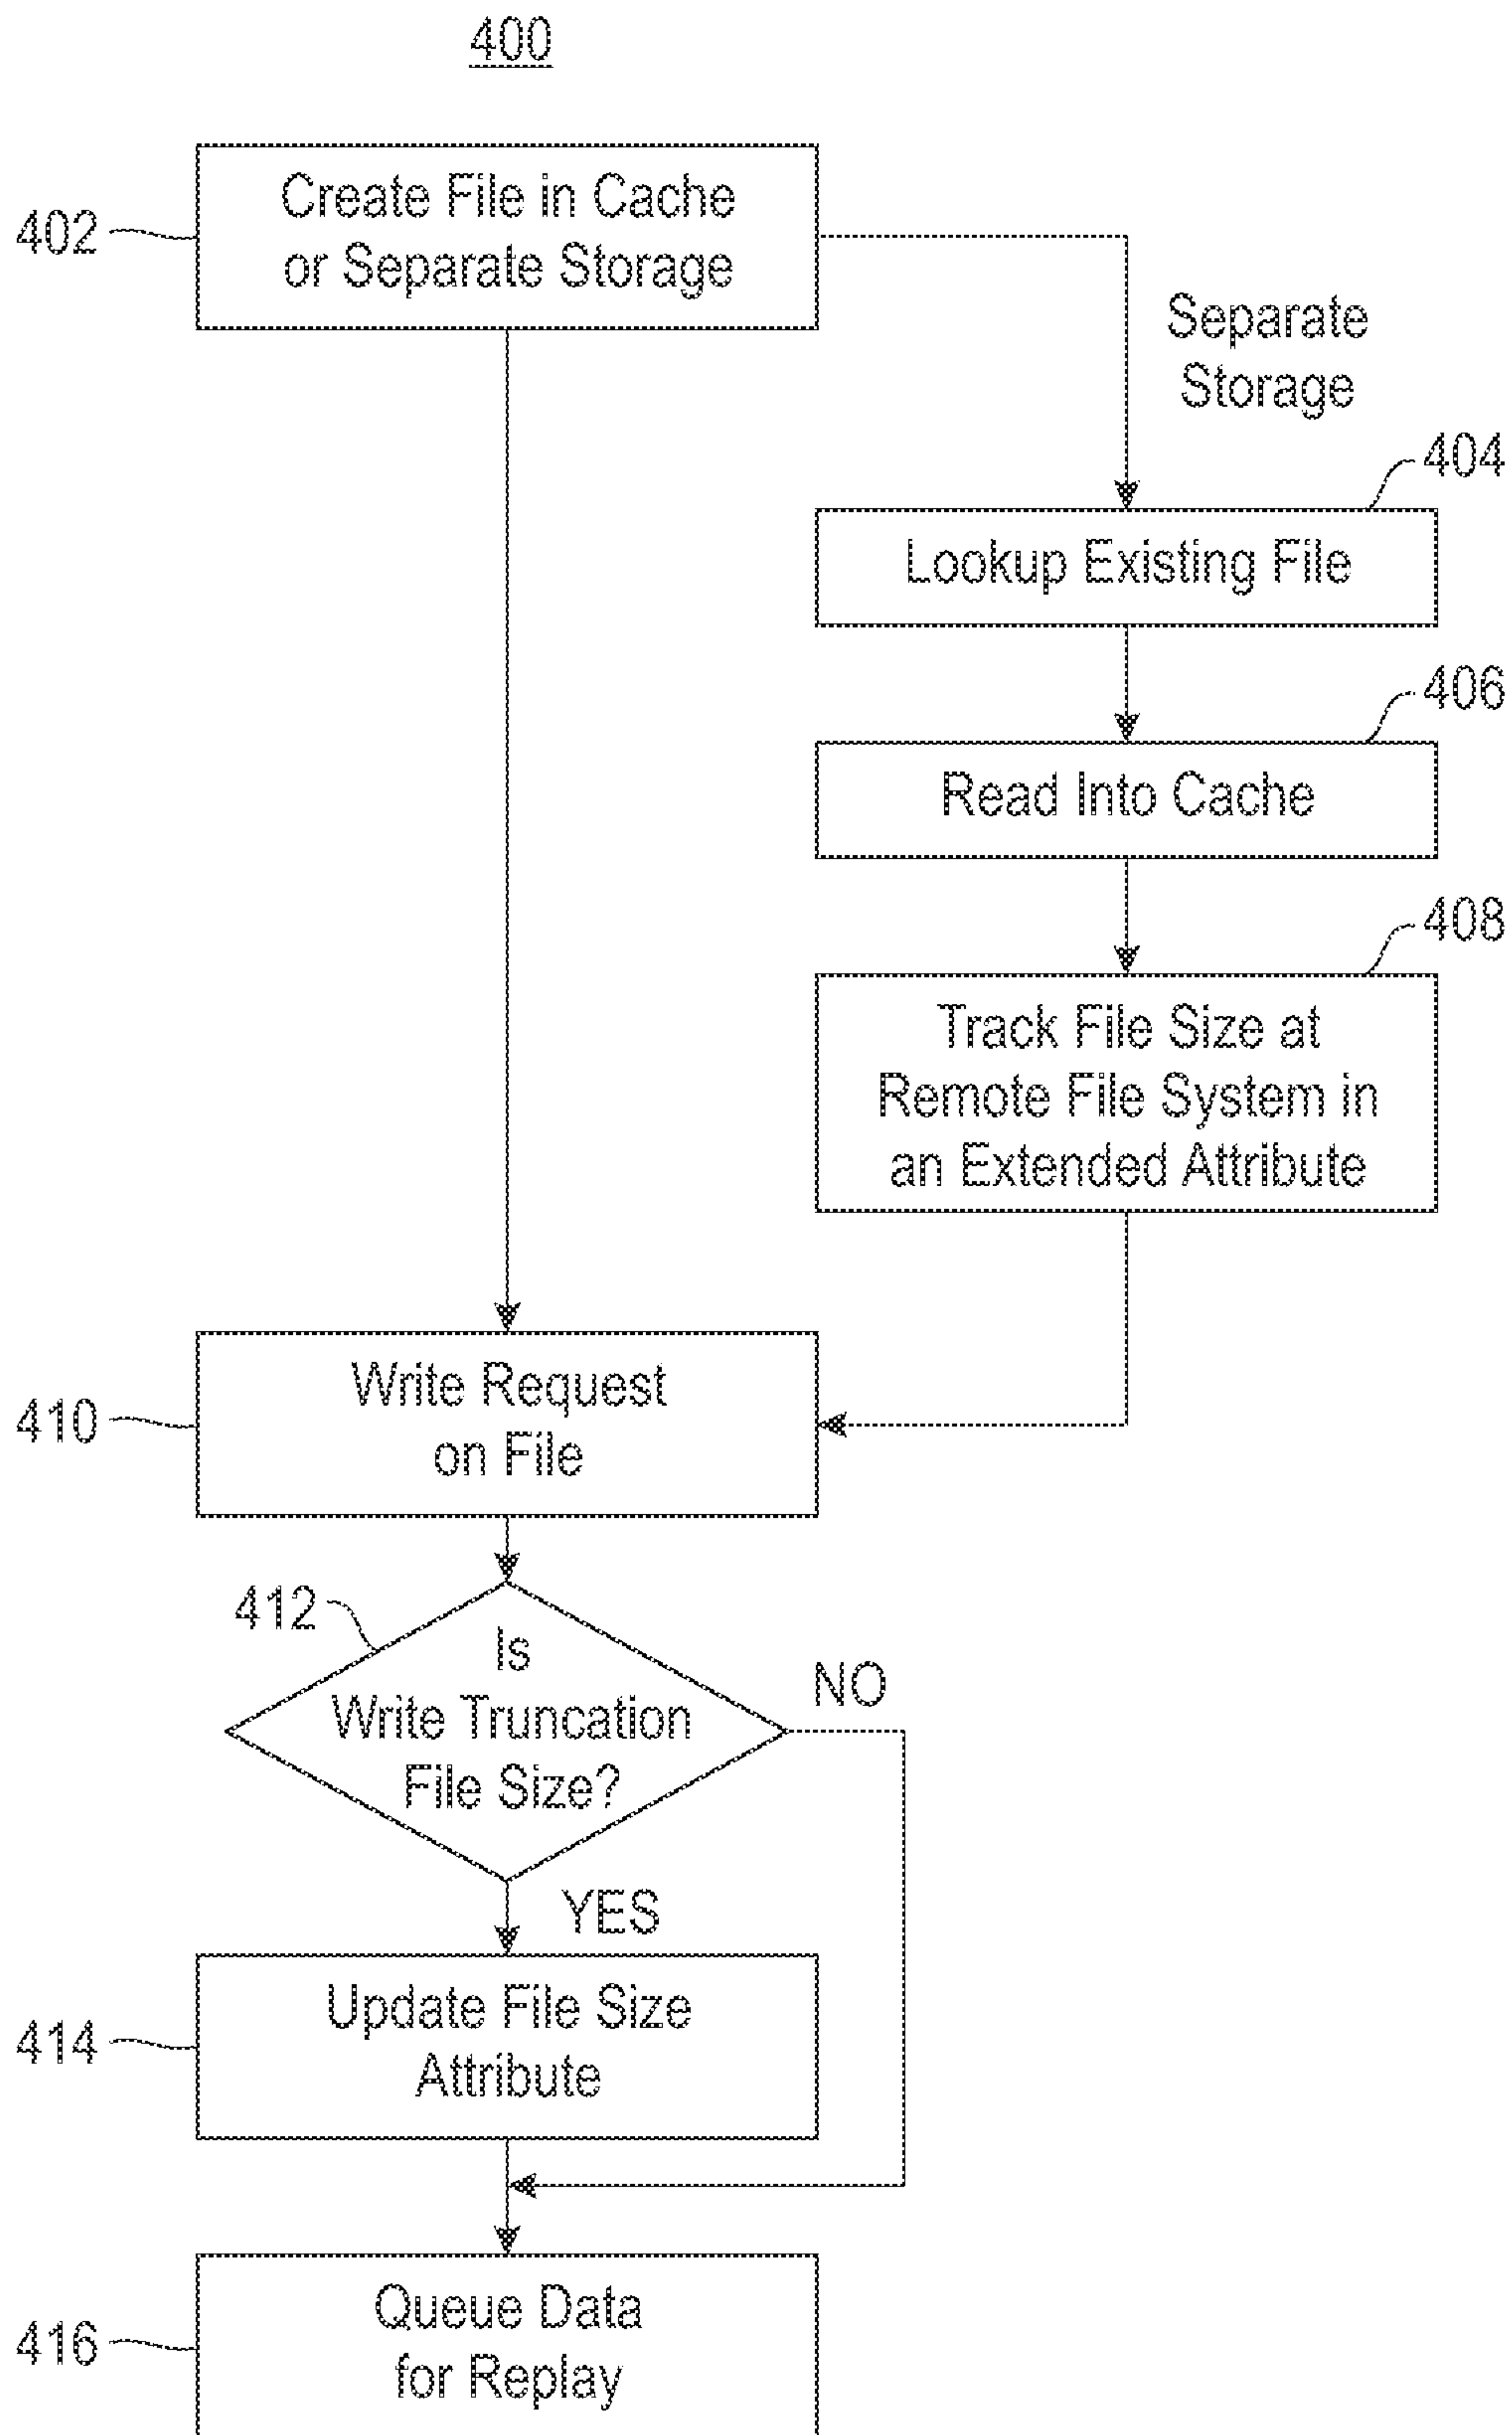 400
402
Create File in Cache
or Separate Storage
Separate
Storage
404
Lookup Existing File
406
Read Into Cache
408
Track File Size at
Remote File System in
an Extended Attribute
410
Write Request
on File
412
Is
Write Truncation
File Size?
NO
YES
414
Update File Size
Attribute
416
Queue Data
for Replay